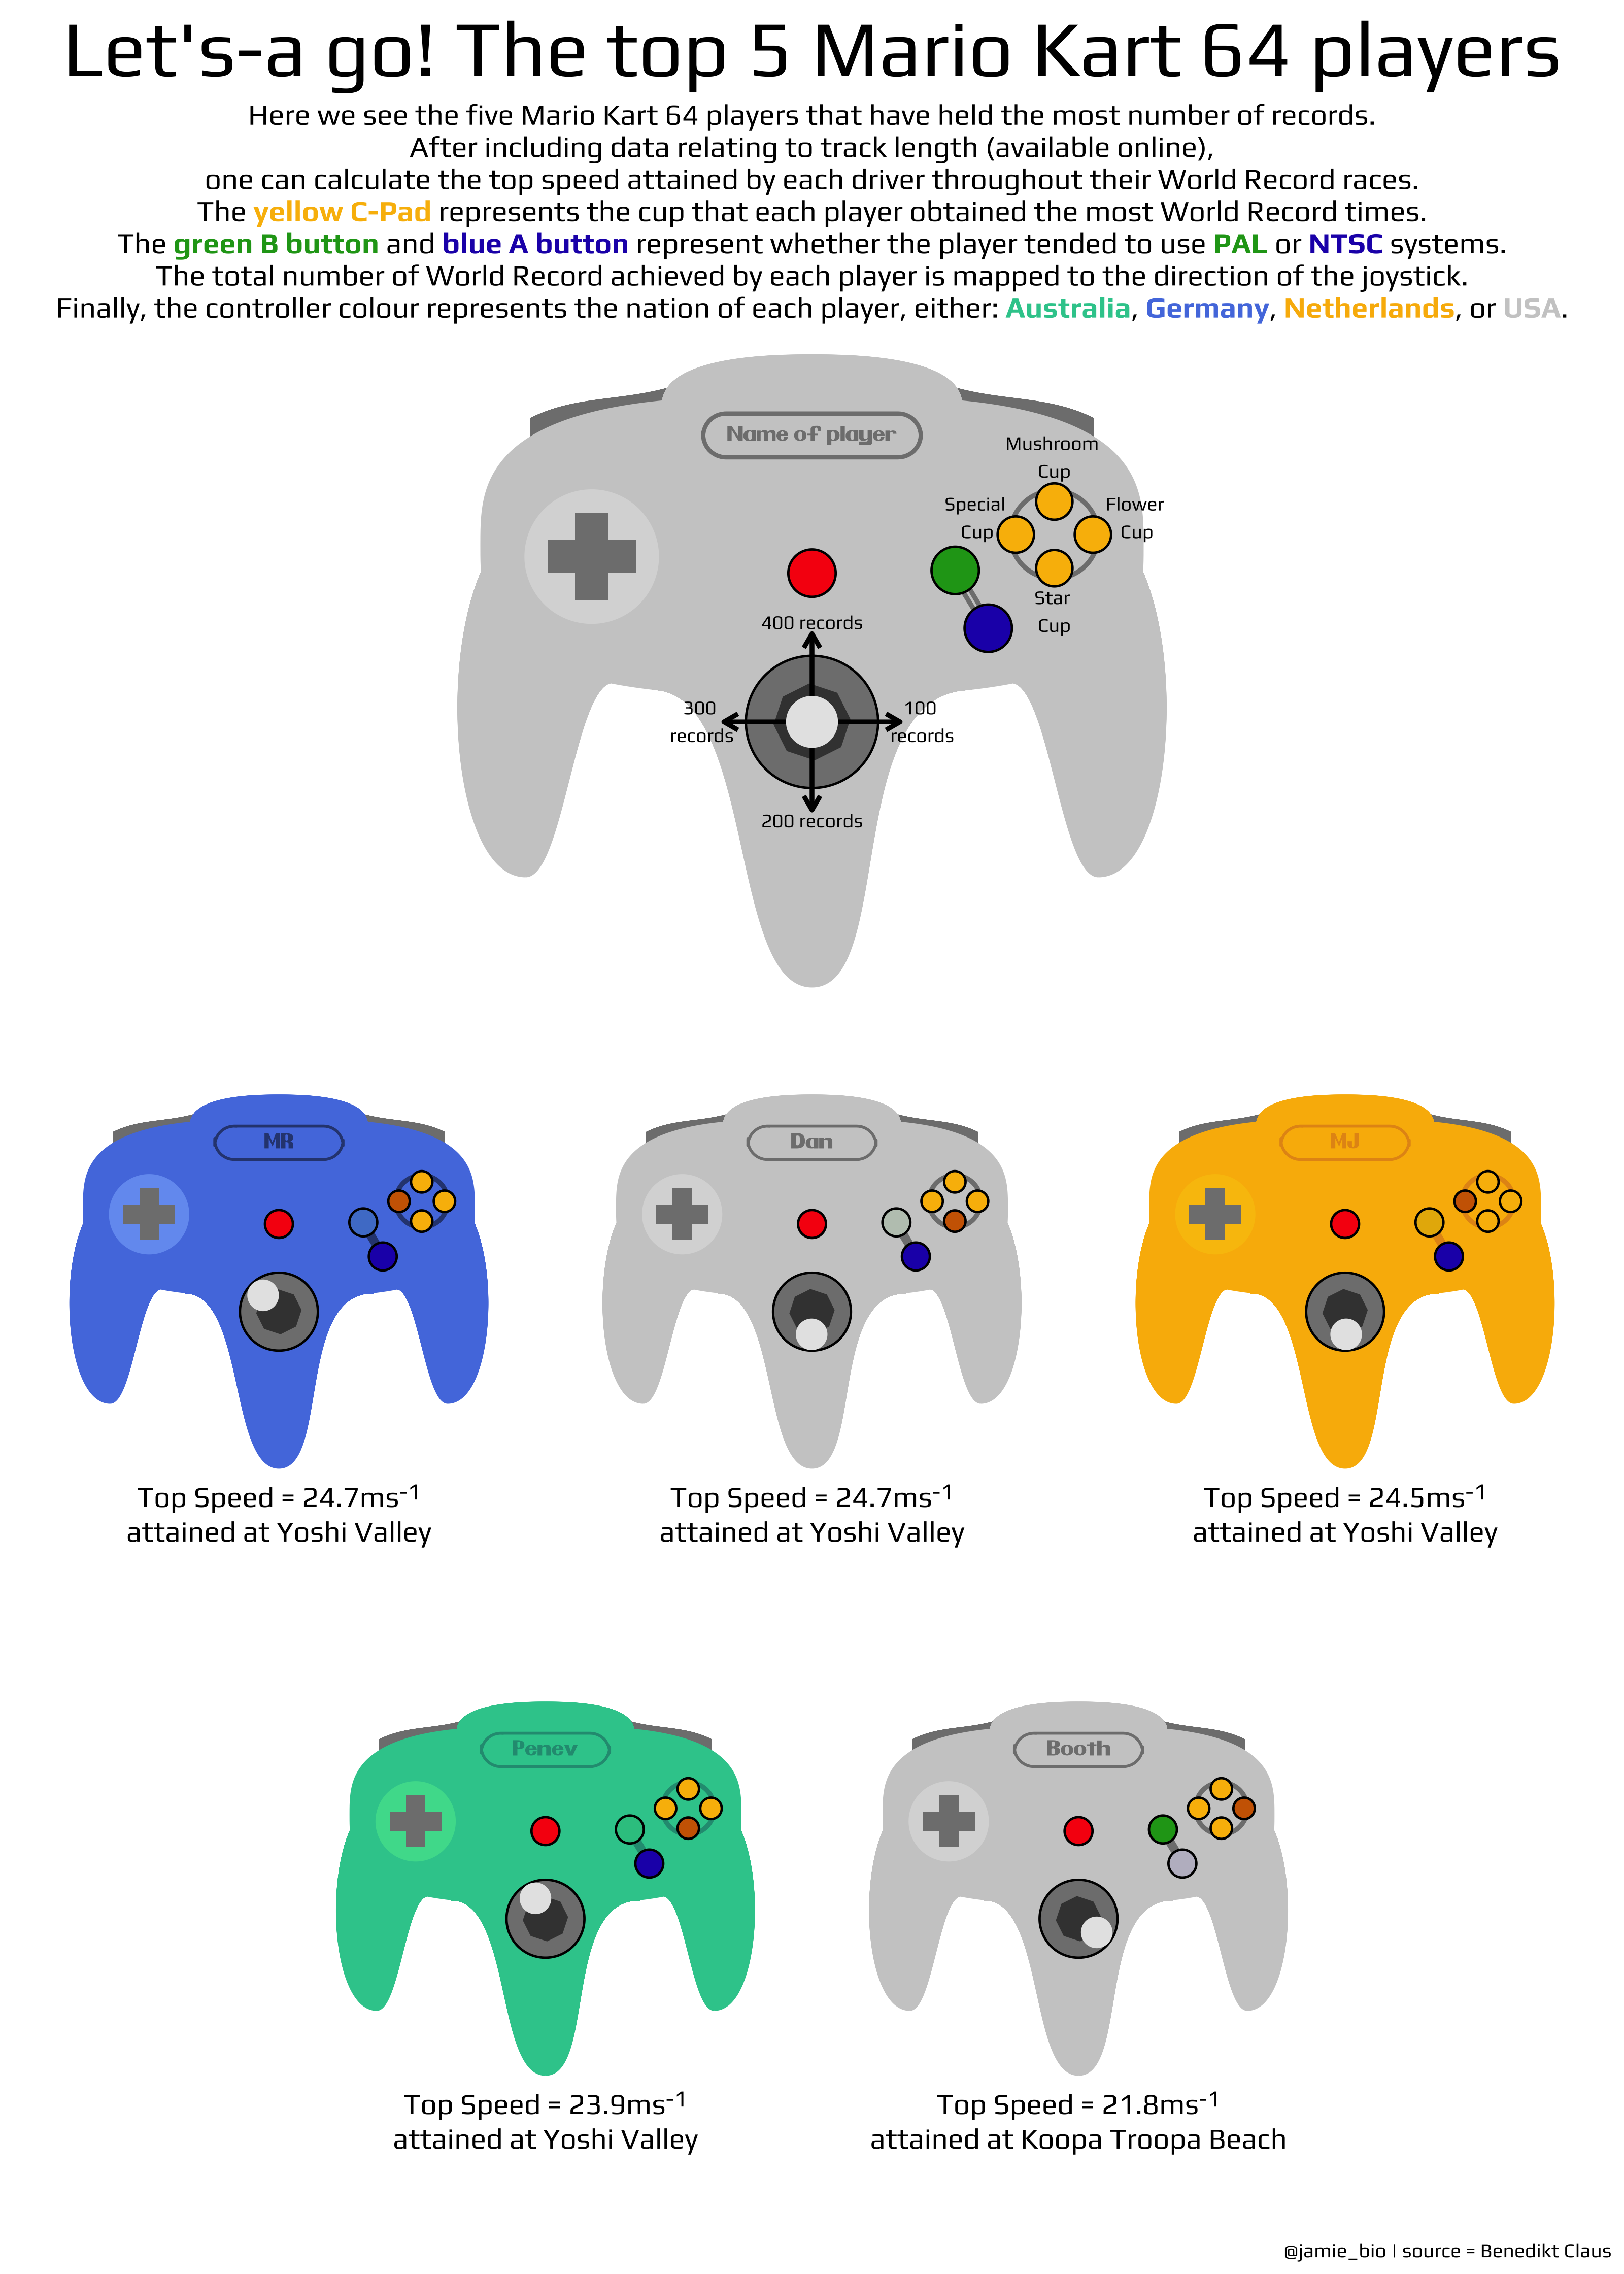 Let's-a go! The top 5 Mario Kart 64 players
Here we see the five Mario Kart 64 players that have held the most number of records.
After including data relating to track length (available online),
one can calculate the top speed attained by each driver throughout their World Record races.
The yellow C-Pad represents the cup that each player obtained the most World Record times.
The green B button and blue A button represent whether the player tended to use PAL or NTSC systems.
The total number of World Record achieved by each player is mapped to the direction of the joystick.
Finally, the controller colour represents the nation of each player, either: Australia, Germany, Netherlands, or USA.
Name of player
Mushroom
Cup
Special
Cup
Flower
Cup
Star
Cup
400 records
300
records
100
records
200 records
MR
Dan
MJ
Top Speed = 24.7ms-1
attained at Yoshi Valley
Top Speed = 24.7ms-1
attained at Yoshi Valley
Top Speed = 24.5ms-1
attained at Yoshi Valley
Penev
Booth
Top Speed = 23.9ms-1
attained at Yoshi Valley
Top Speed = 21.8ms-1
attained at Koopa Troopa Beach
@jamie_bio | source = Benedikt Claus